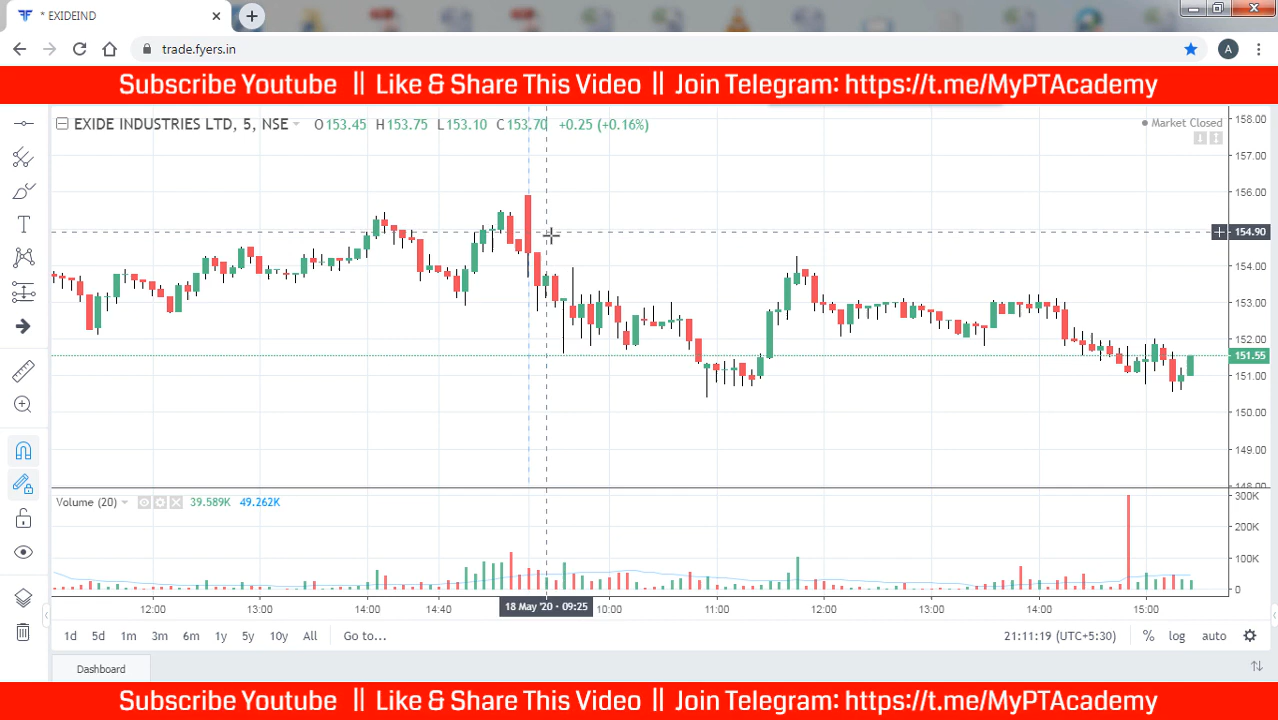 * EXIDEIND
trade.fyers.in
A
Subscribe Youtube || Like & Share This Video || Join Telegram: https://t.me/MyPTAcademy
EXIDE INDUSTRIES LTD, 5, NSE O153.45 H153.75 L153.10 C153.70 +0.25 (+0.16%)
Market Closed
158.00
157.00
156.00
154.90
154.00
153.00
152.00
151.55
151.00
150.00
149.00
148.00
Volume (20) 39.589K 49.262K
300K
200K
100K
0
12:00 13:00 14:00 14:40 18 May '20 - 09:25 10:00 11:00 12:00 13:00 14:00 15:00
1d 5d 1m 3m 6m 1y 5y 10y All Go to... 21:11:19 (UTC+5:30) % log auto
Dashboard
Subscribe Youtube || Like & Share This Video || Join Telegram: https://t.me/MyPTAcademy